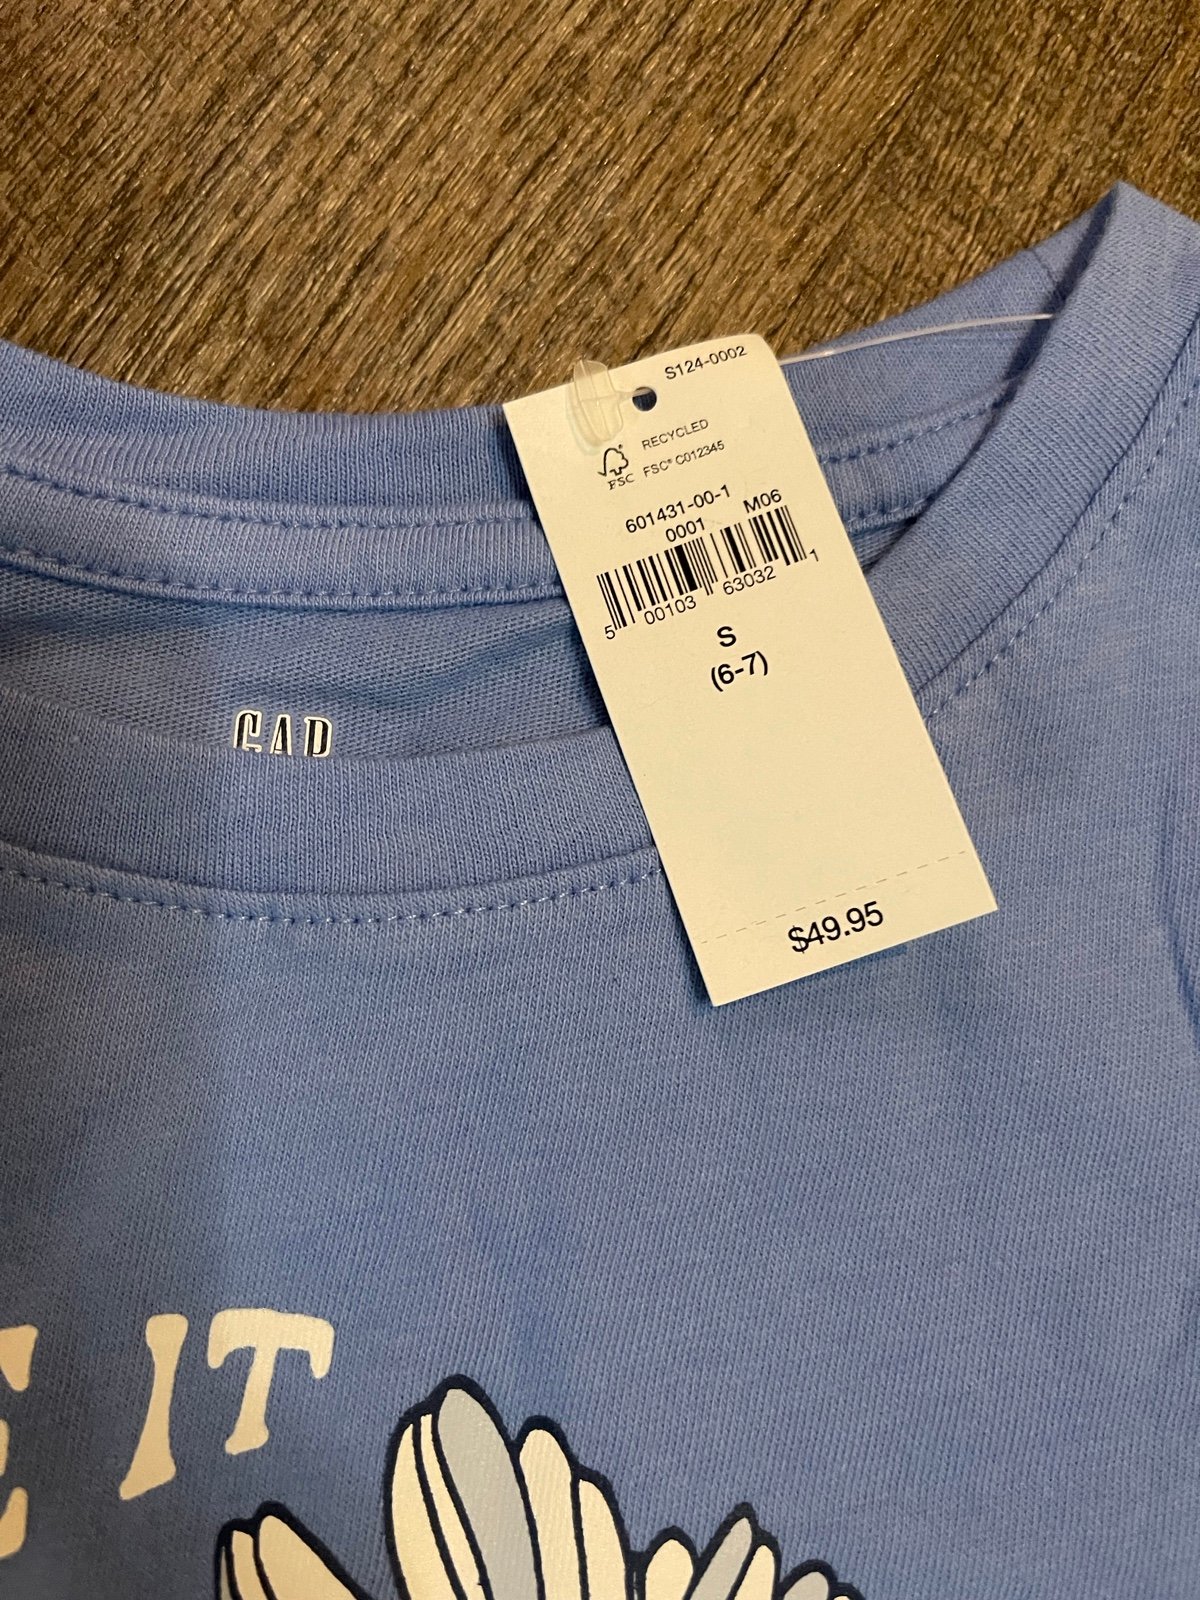 S124-0002
RECYCLED
FSC® C012345
FSC
601431-00-1
0001 M06
5 00103 63032 1
S
(6-7)
$49.95
GAP
E IT